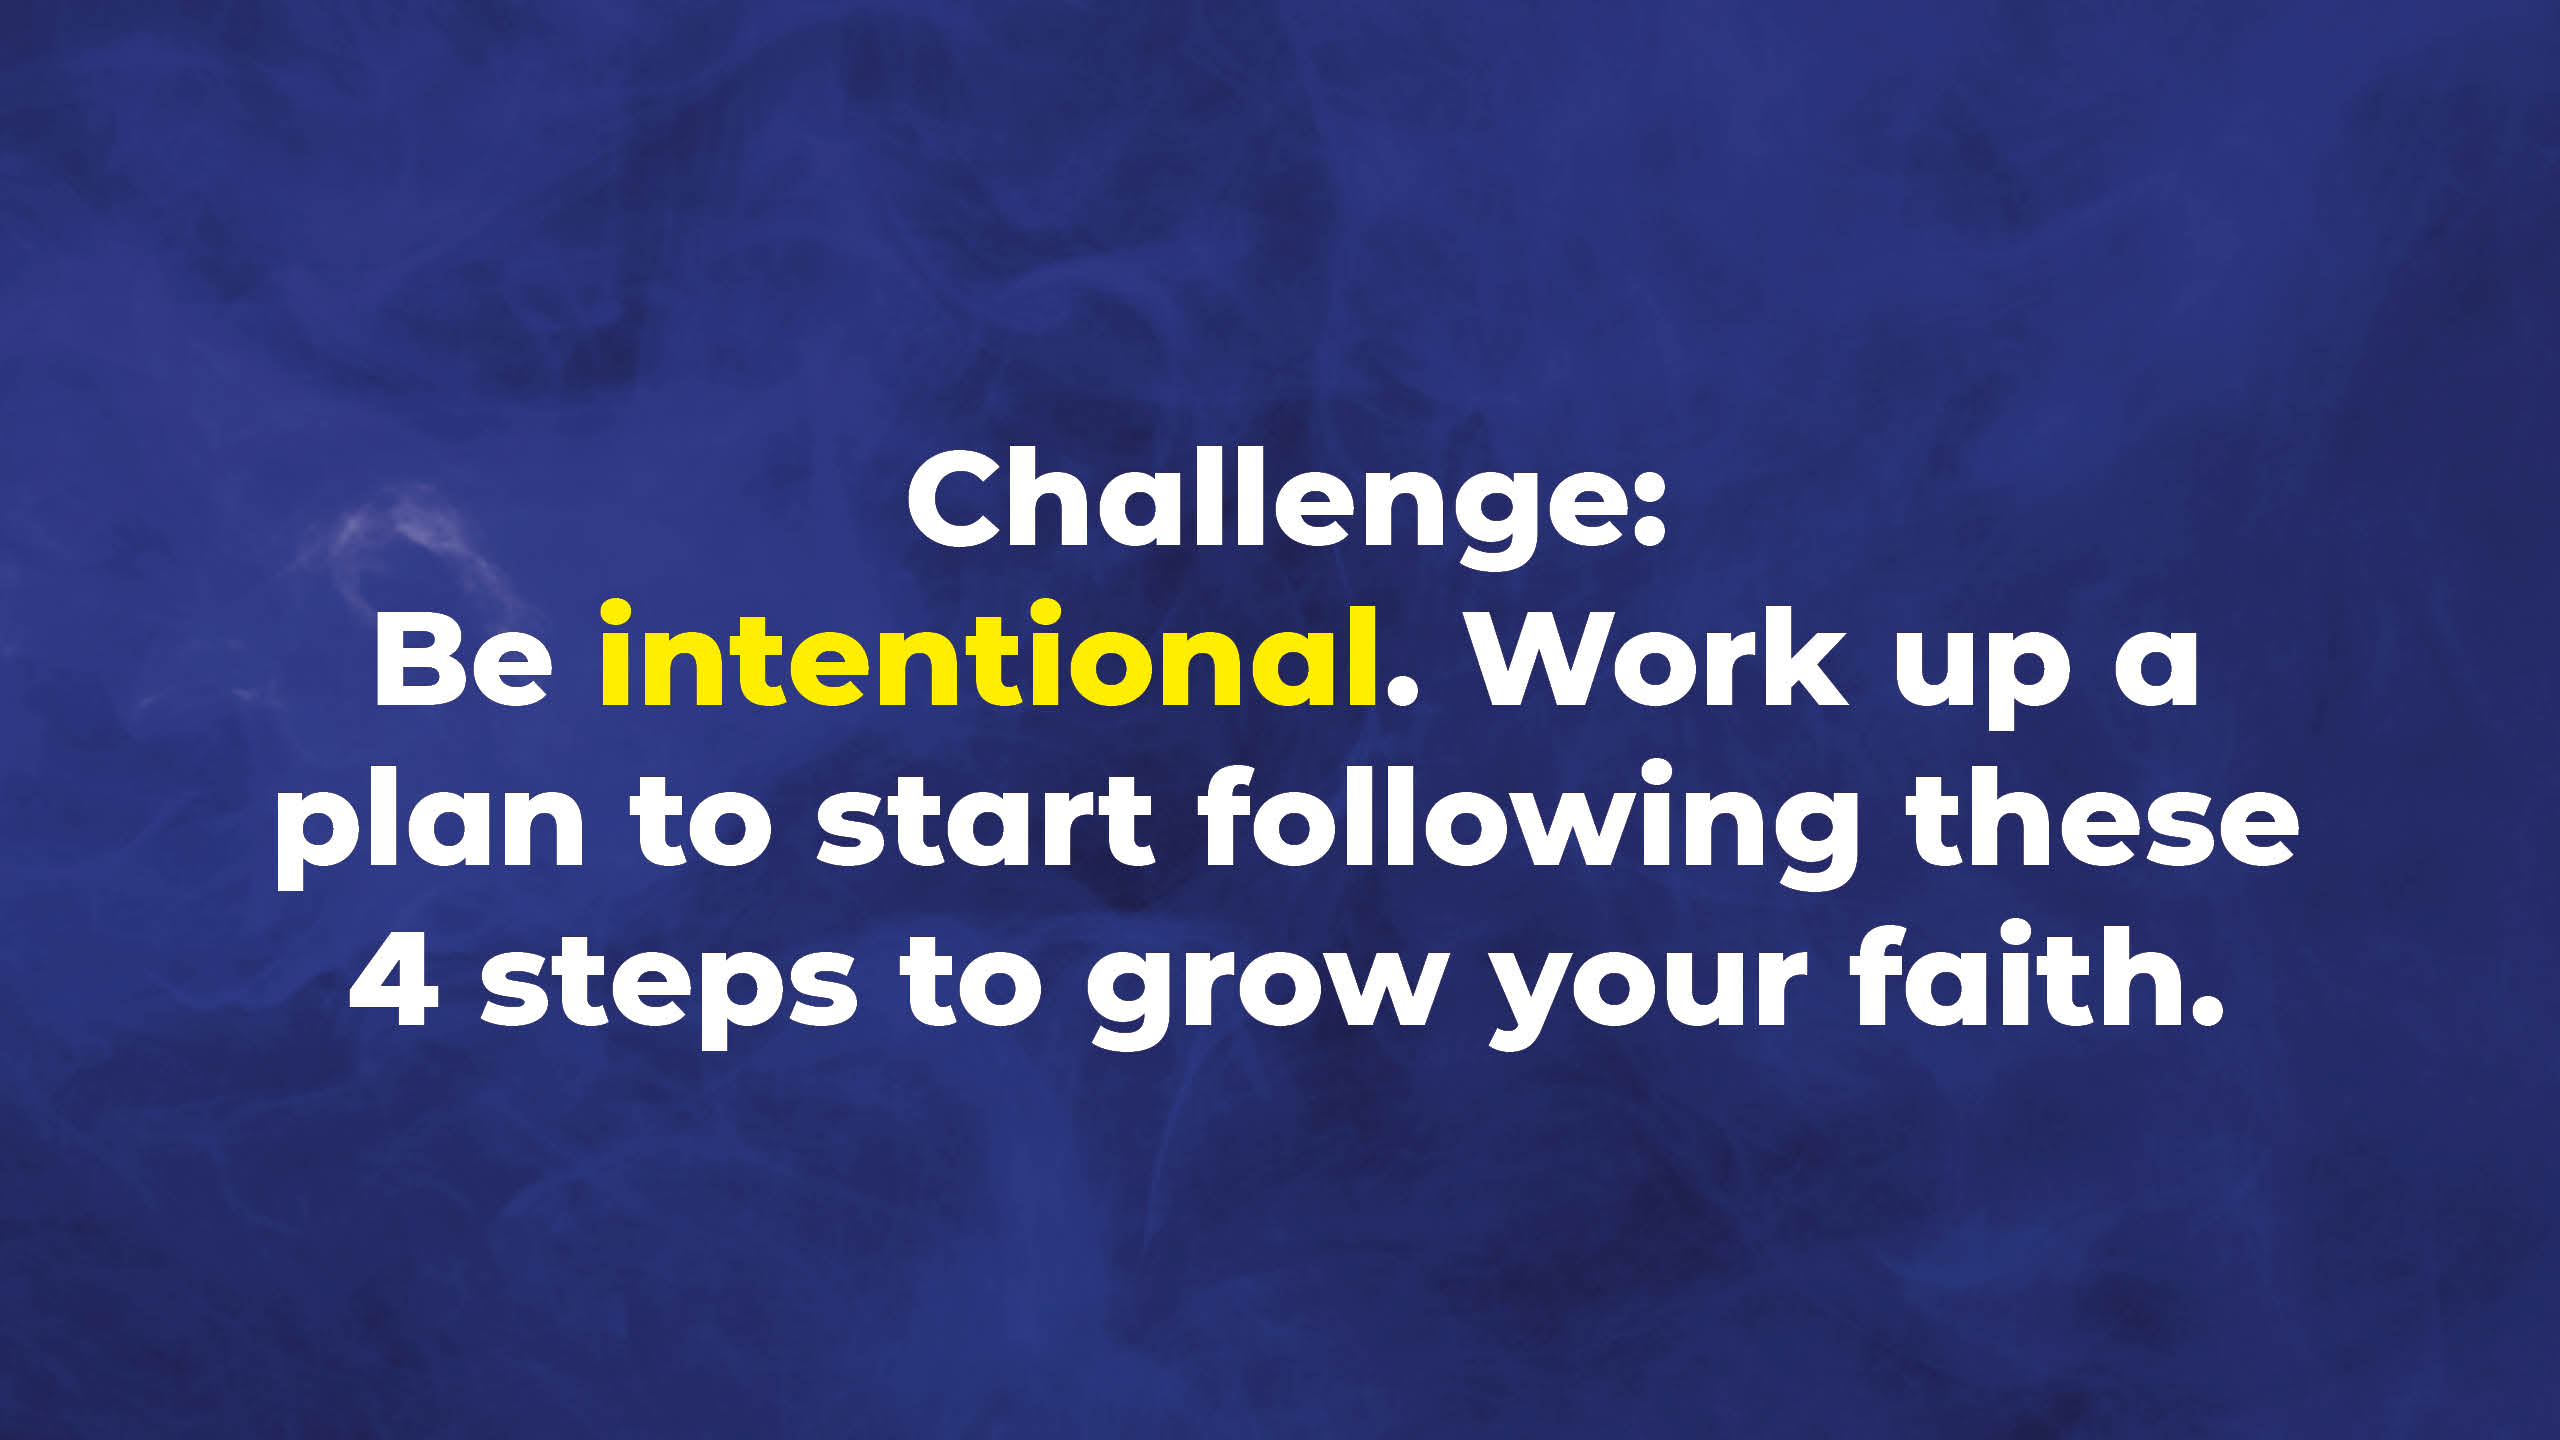 Challenge:
Be intentional. Work up a
plan to start following these
4 steps to grow your faith.